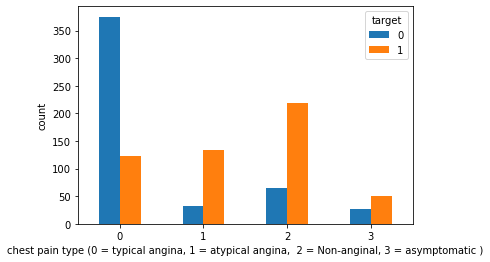 target
0
1
count
350
300
250
200
150
100
50
0
0 1 2 3
chest pain type (0 = typical angina, 1 = atypical angina,  2 = Non-anginal, 3 = asymptomatic )